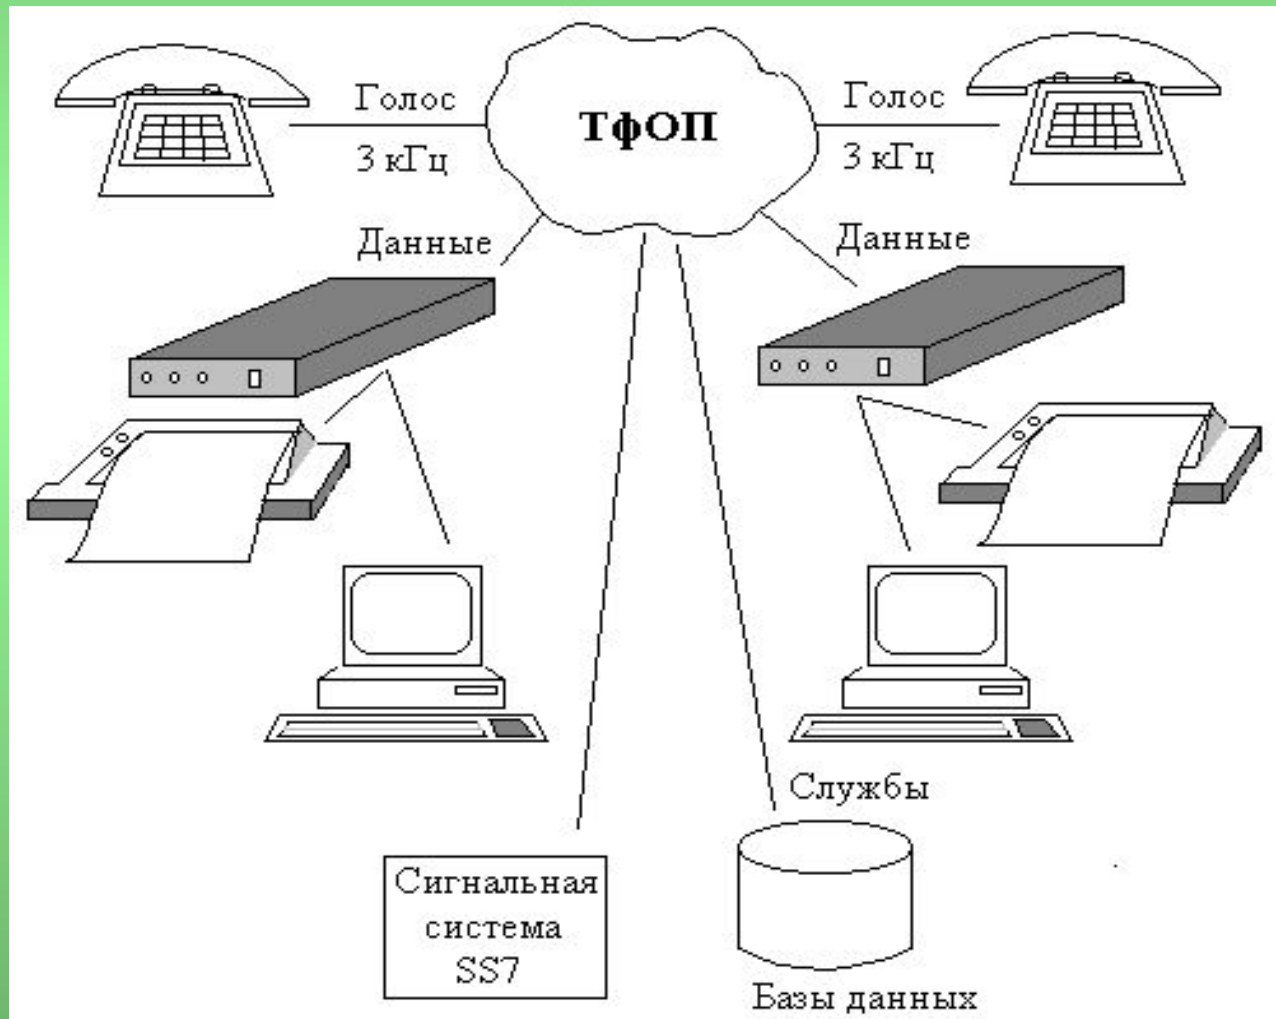 Голос
3 кГц
ТфОП
Голос
3 кГц
Данные
Данные
Службы
Сигнальная
система
SS7
Базы данных